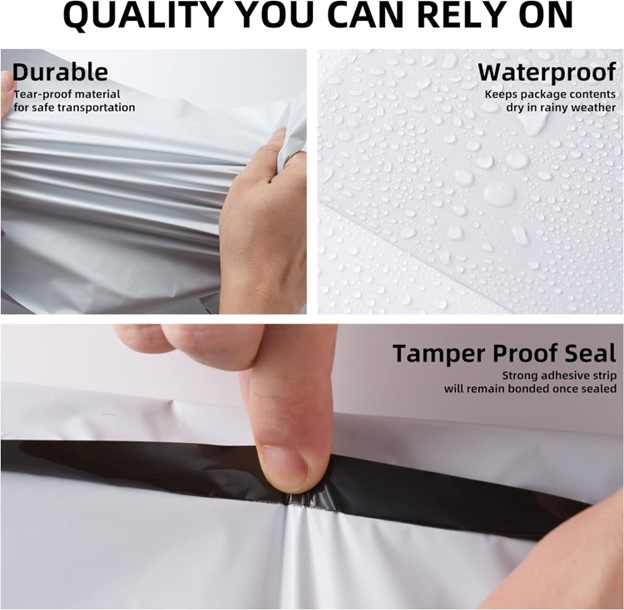 QUALITY YOU CAN RELY ON
Durable
Tear-proof material
for safe transportation
Waterproof
Keeps package contents
dry in rainy weather
Tamper Proof Seal
Strong adhesive strip
will remain bonded once sealed